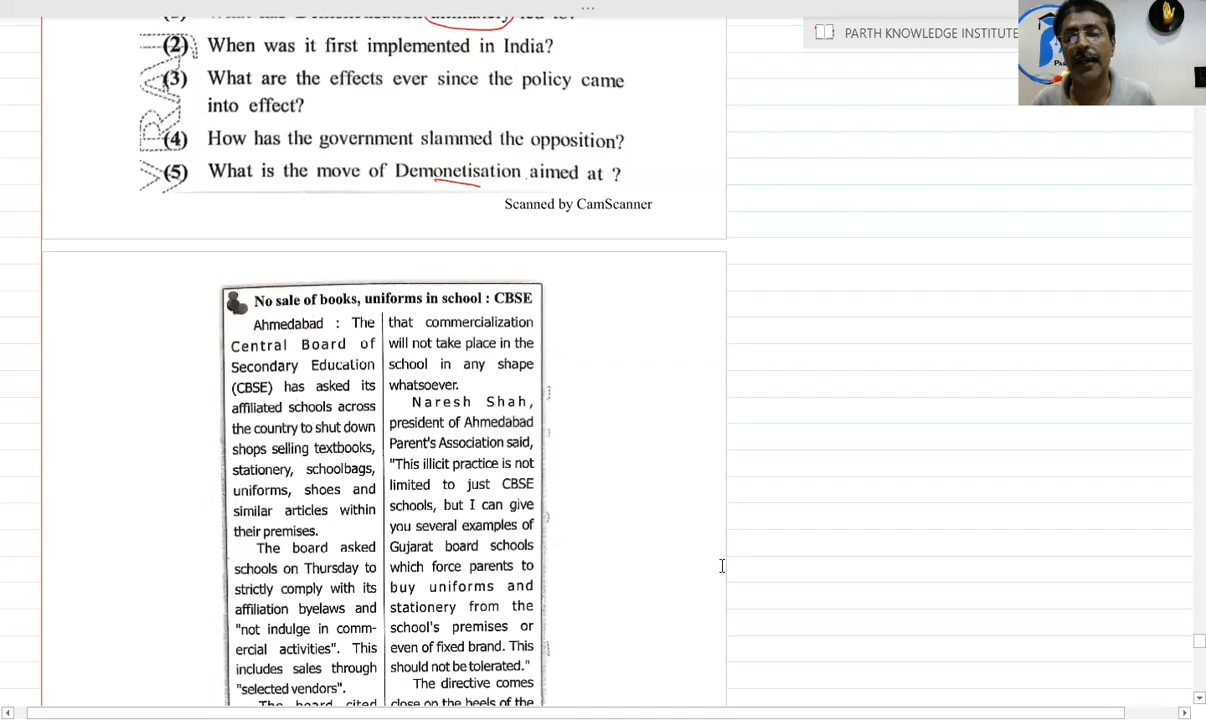 (2) When was it first implemented in India?
(3) What are the effects ever since the policy came
into effect?
(4) How has the government slammed the opposition?
(5) What is the move of Demonetisation aimed at ?
Scanned by CamScanner
PARTH KNOWLEDGE INSTITUTE
No sale of books, uniforms in school : CBSE
Ahmedabad : The
Central Board of
Secondary Education
(CBSE) has asked its
affiliated schools across
the country to shut down
shops selling textbooks,
stationery, schoolbags,
uniforms, shoes and
similar articles within
their premises.
The board asked
schools on Thursday to
strictly comply with its
affiliation byelaws and
"not indulge in comm-
ercial activities". This
includes sales through
"selected vendors".
The board cited
that commercialization
will not take place in the
school in any shape
whatsoever.
Naresh Shah,
president of Ahmedabad
Parent's Association said,
"This illicit practice is not
limited to just CBSE
schools, but I can give
you several examples of
Gujarat board schools
which force parents to
buy uniforms and
stationery from the
school's premises or
even of fixed brand. This
should not be tolerated."
The directive comes
close on the heels of the